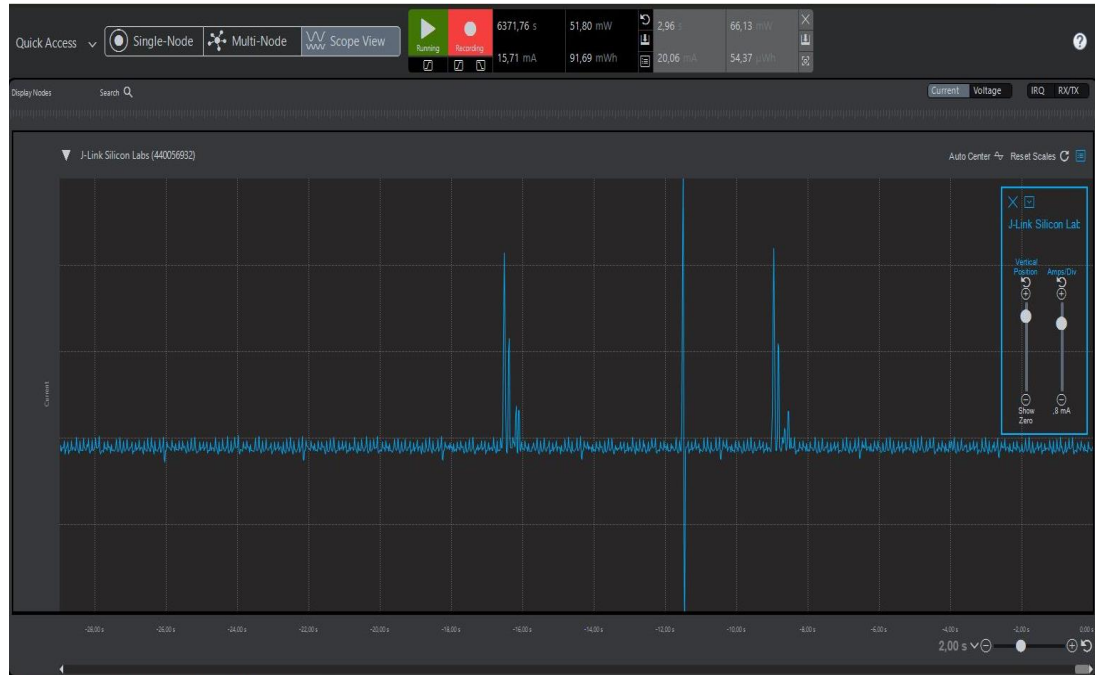 Quick Access Single-Node Multi-Node Scope View
Running Recording
6371,76 s 51,80 mW 2,96 s 66,13 mW
15,71 mA 91,69 mWh 20,06 mA 54,37 µWh
Display Nodes Search Current Voltage IRQ RX/TX
J-Link Silicon Labs (440056932) Auto Center Reset Scales
J-Link Silicon Lab
Vertical Position Amps/Div
Current
Show Zero ,8 mA
-28,00 s -26,00 s -24,00 s -22,00 s -20,00 s -18,00 s -16,00 s -14,00 s -12,00 s -10,00 s -8,00 s -6,00 s -4,00 s -2,00 s 0,00 s
2,00 s